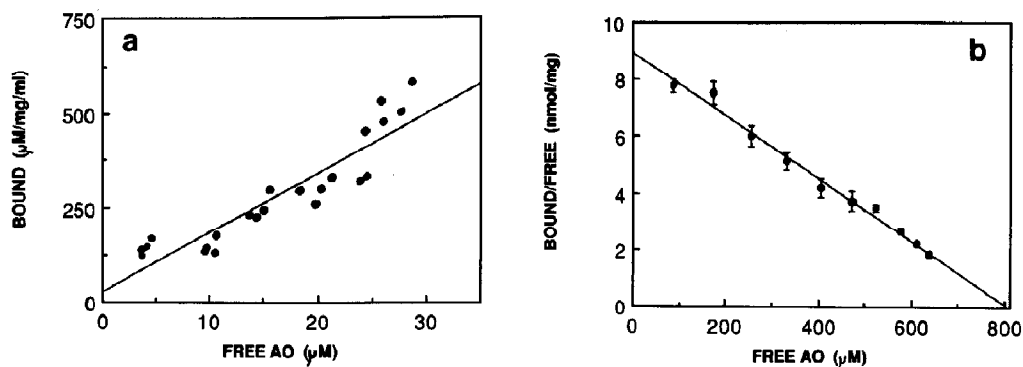 a
750
500
250
0
BOUND (µM/mg/ml)
0 10 20 30
FREE AO (µM)
b
10
8
6
4
2
0
BOUND/FREE (nmol/mg)
0 200 400 600 800
FREE AO (µM)